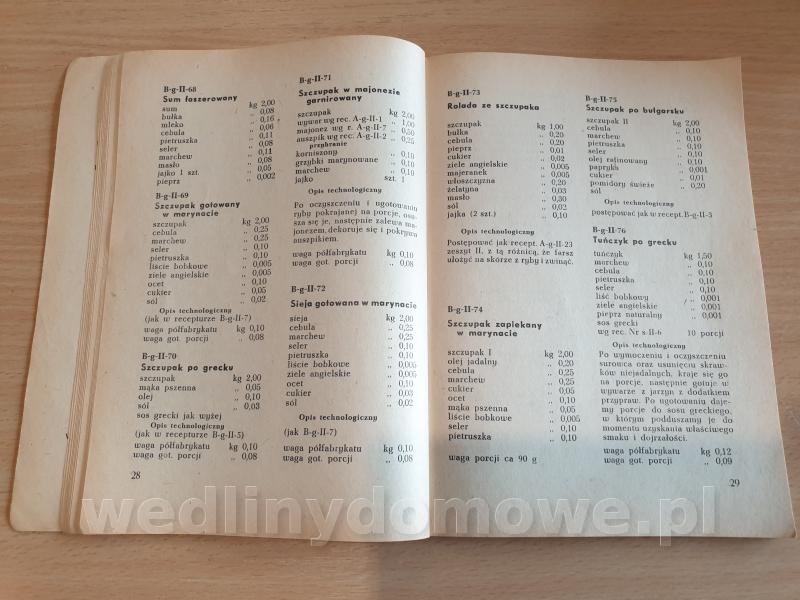 B-g-II-68
Sum faszerowany
sum kg 2,00
bułka „ 0,08
mleko „ 0,16
cebula „ 0,06
pietruszka „ 0,11
seler „ 0,08
marchew „ 0,11
masło „ 0,08
jajko 1 szt. „ 0,05
pieprz „ 0,002
B-g-II-69
Szczupak gotowany
w marynacie
szczupak kg 2,00
cebula „ 0,25
marchew „ 0,25
seler „ 0,10
pietruszka „ 0,10
liście bobkowe „ 0,005
ziele angielskie „ 0,005
ocet „ 0,10
cukier „ 0,05
sól „ 0,02
Opis technologiczny
(jak w recepturze B-g-II-7)
waga półfabrykatu kg 0,10
waga got. porcji „ 0,08
B-g-II-70
Szczupak po grecku
szczupak kg 2,00
mąka pszenna „ 0,05
olej „ 0,10
sól „ 0,03
sos grecki jak wyżej
Opis technologiczny
(jak w recepturze B-g-II-5)
waga półfabrykatu kg 0,10
waga got. porcji „ 0,08
28
B-g-II-71
Szczupak w majonezie
garnirowany
szczupak kg 2,00
wywar wg rec. A-g-II-1 „ 1,00
majonez wg r. A-g-II-7 „ 0,50
auszpik wg rec. A-g-II-2 „ 0,25
przybranie
korniszony „ 0,10
grzybki marynowane „ 0,10
marchew „ 0,10
jajko szt. 1
Opis technologiczny
Po oczyszczeniu i ugotowaniu
ryby pokrajanej na porcje, osu-
sza się je, następnie zalewa ma-
jonezem, dekoruje się i pokrywa
auszpikiem.
waga półfabrykatu kg 0,10
waga got. porcji „ 0,08
B-g-II-72
Sieja gotowana w marynacie
sieja kg 2,00
cebula „ 0,25
marchew „ 0,25
seler „ 0,10
pietruszka „ 0,10
liście bobkowe „ 0,005
ziele angielskie „ 0,005
ocet „ 0,10
cukier „ 0,03
sól „ 0,02
Opis technologiczny
(jak B-g-II-7)
waga półfabrykatu kg 0,10
waga got. porcji „ 0,08
B-g-II-73
Rolada ze szczupaka
szczupak kg 1,00
bułka „ 0,20
cebula „ 0,20
pieprz „ 0,01
cukier „ 0,02
ziele angielskie „ 0,005
majeranek „ 0,005
włoszczyzna „ 0,20
żelatyna „ 0,03
masło „ 0,30
sól „ 0,02
jajka (2 szt.) „ 0,10
Opis technologiczny
Postępować jak recept. A-g-II-23
zeszyt II, z tą różnicą, że farsz
ułożyć na skórze z ryby i zwinąć.
B-g-II-74
Szczupak zapiekany
w marynacie
szczupak I kg 2,00
olej jadalny „ 0,20
cebula „ 0,25
marchew „ 0,25
cukier „ 0,05
ocet „ 0,10
mąka pszenna „ 0,05
liście bobkowe „ 0,005
seler „ 0,10
pietruszka „ 0,10
waga porcji ca 90 g
B-g-II-75
Szczupak po bułgarsku
szczupak II kg 2,00
cebula „ 0,10
marchew „ 0,10
pietruszka „ 0,10
olej rafinowany „ 0,10
papryka „ 0,001
cukier „ 0,01
pomidory świeże „ 0,20
sól
Opis technologiczny
postępować jak w recept. B-g-II-3
B-g-II-76
Tuńczyk po grecku
tuńczyk kg 1,50
marchew „ 0,10
cebula „ 0,10
pietruszka „ 0,10
seler „ 0,10
liść bobkowy „ 0,001
ziele angielskie „ 0,001
pieprz naturalny „ 0,001
sos grecki
wg rec. Nr s-II-6 10 porcji
Opis technologiczny
Po wymoczeniu i oczyszczeniu
surowca oraz usunięciu skraw-
ków niejadalnych, kraje się go
na porcje, następnie gotuje w
wywarze z jarzyn z dodatkiem
przypraw. Po ugotowaniu daje-
my porcje do sosu greckiego,
w którym podduszamy je do
momentu uzyskania właściwego
smaku i dojrzałości.
waga półfabrykatu kg 0,12
waga got. porcji „ 0,09
29
wedlinydomowe.pl